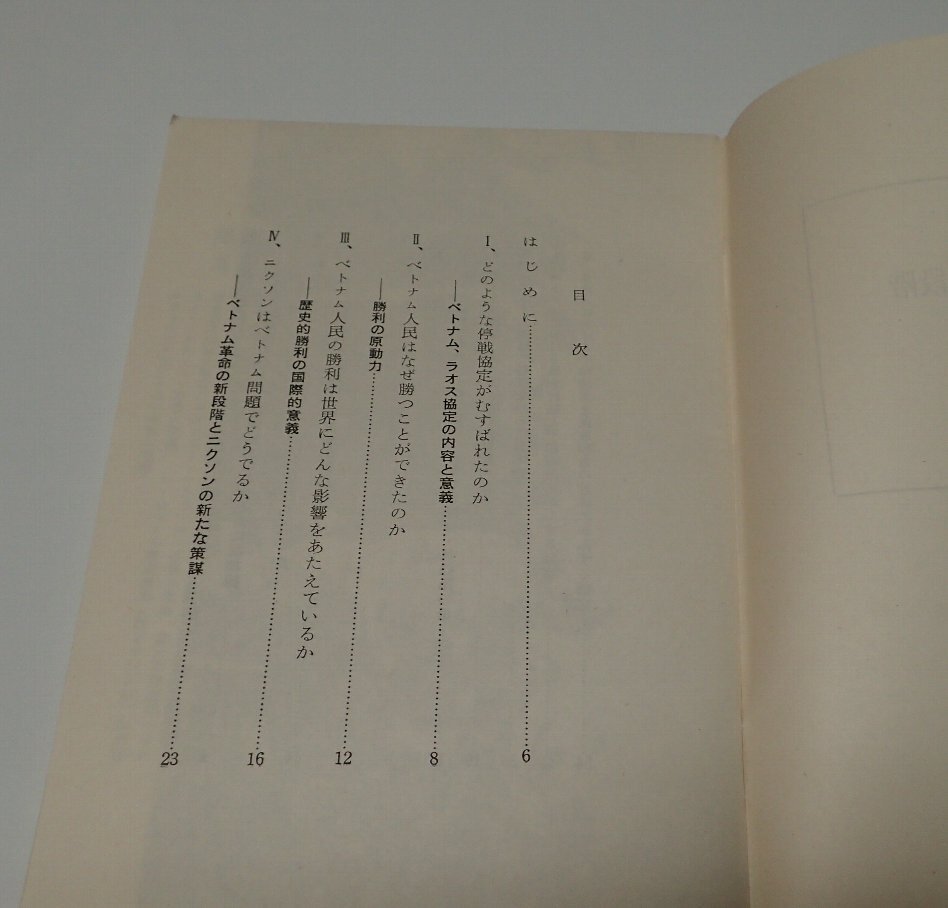 目次
はじめに……………………6
Ⅰ、どのような停戦協定がむすばれたのか
――ベトナム、ラオス協定の内容と意義……………………8
Ⅱ、ベトナム人民はなぜ勝つことができたのか
――勝利の原動力……………………12
Ⅲ、ベトナム人民の勝利は世界にどんな影響をあたえているか
――歴史的勝利の国際的意義……………………16
Ⅳ、ニクソンはベトナム問題でどうでるか
――ベトナム革命の新段階とニクソンの新たな策謀……………………23